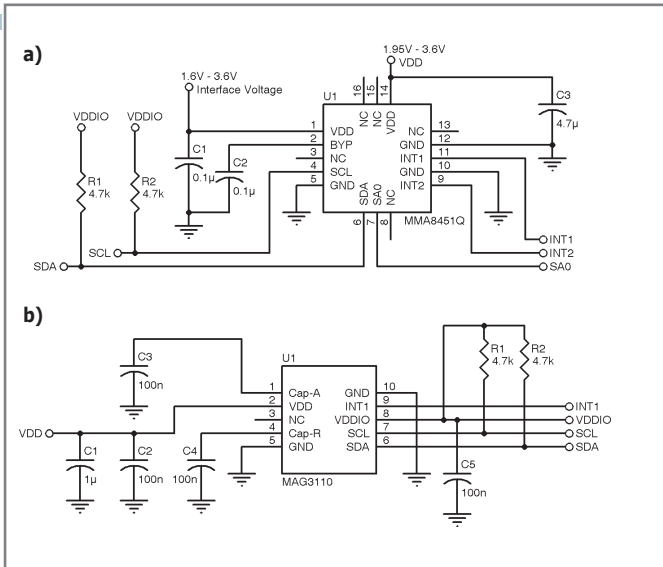 a)
1.95V - 3.6V
VDD
1.6V - 3.6V
Interface Voltage
VDDIO
VDDIO
U1
16
15
14
NC
NC
VDD
C3
4.7µ
R1
4.7k
R2
4.7k
C1
0.1µ
C2
0.1µ
1
2
3
4
5
VDD
BYP
NC
SCL
GND
NC
GND
INT1
GND
INT2
13
12
11
10
9
SDA
SA0
NC
6
7
8
MMA8451Q
SCL
SDA
INT1
INT2
SA0
b)
C3
100n
U1
1
2
3
4
5
Cap-A
VDD
NC
Cap-R
GND
GND
INT1
VDDIO
SCL
SDA
10
9
8
7
6
MAG3110
R1
4.7k
R2
4.7k
VDD
C1
1µ
C2
100n
C4
100n
C5
100n
INT1
VDDIO
SCL
SDA